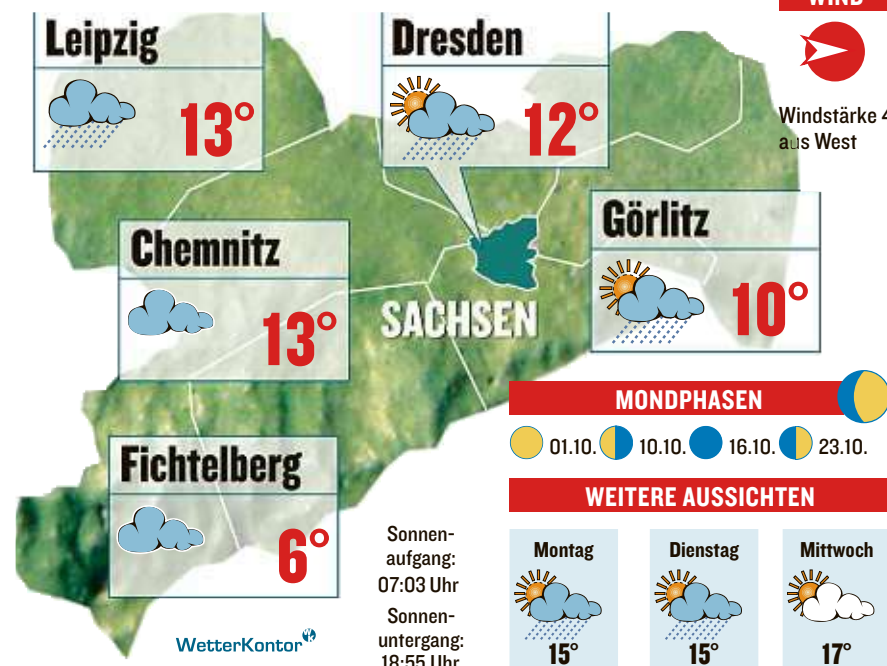 WIND
Leipzig
13°
Dresden
12°
Windstärke 4
aus West
Chemnitz
13°
Görlitz
10°
SACHSEN
Fichtelberg
6°
MONDPHASEN
01.10. 10.10. 16.10. 23.10.
WEITERE AUSSICHTEN
Sonnen-
aufgang:
07:03 Uhr
Sonnen-
untergang:
18:55 Uhr
Montag
15°
Dienstag
15°
Mittwoch
17°
WetterKontor